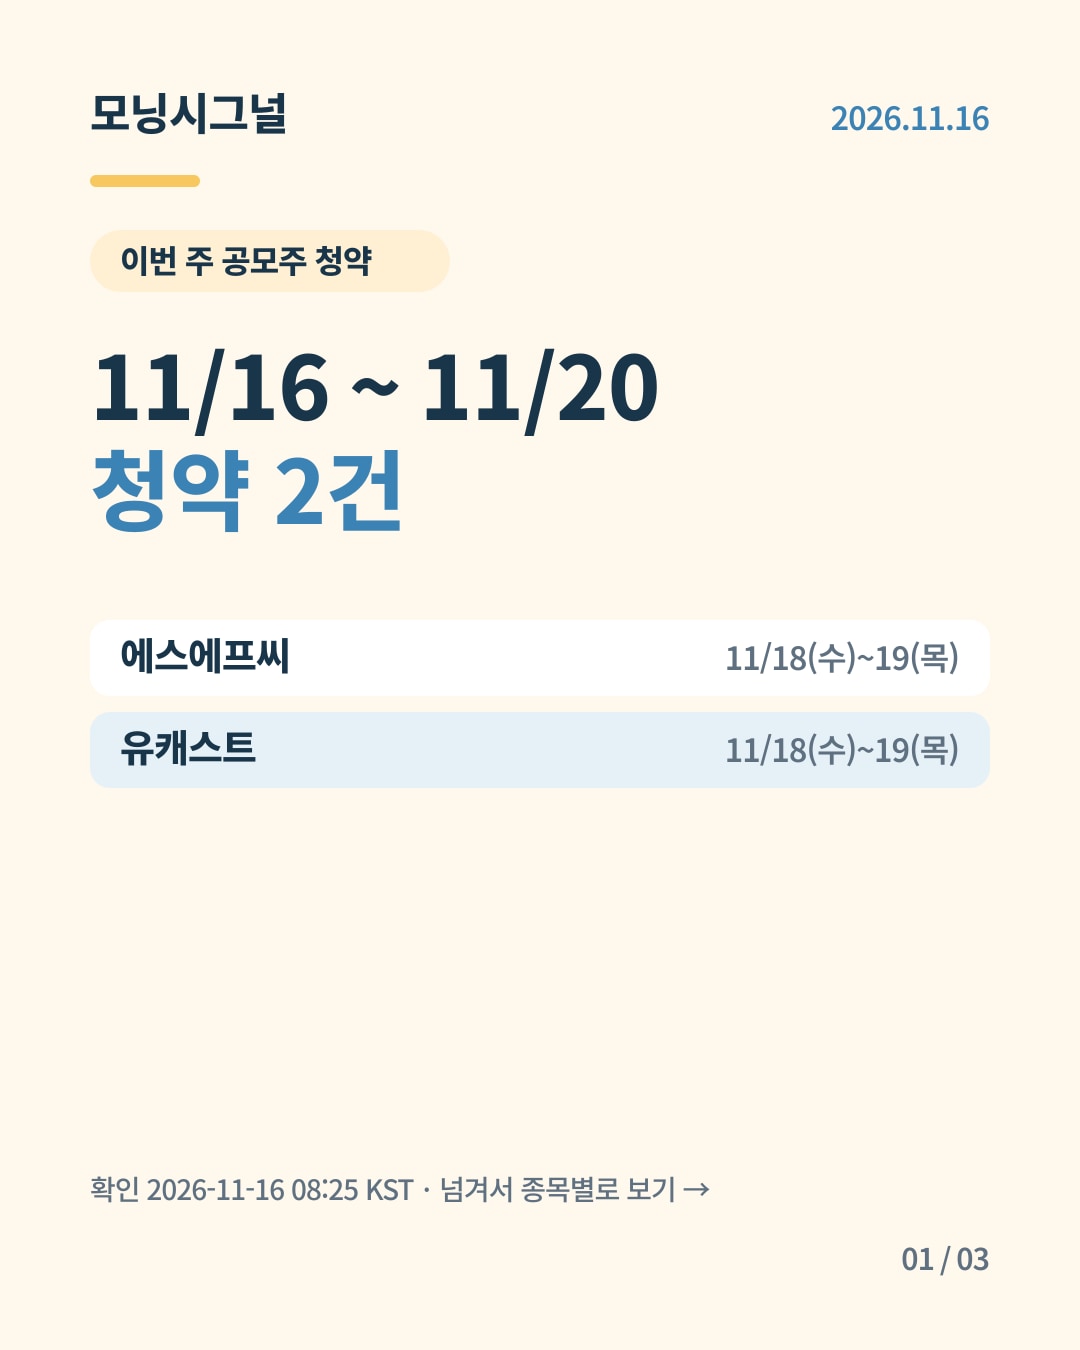 모닝시그널
2026.11.16
이번 주 공모주 청약
11/16 ~ 11/20
청약 2건
에스에프씨 11/18(수)~19(목)
유캐스트 11/18(수)~19(목)
확인 2026-11-16 08:25 KST · 넘겨서 종목별로 보기 →
01 / 03